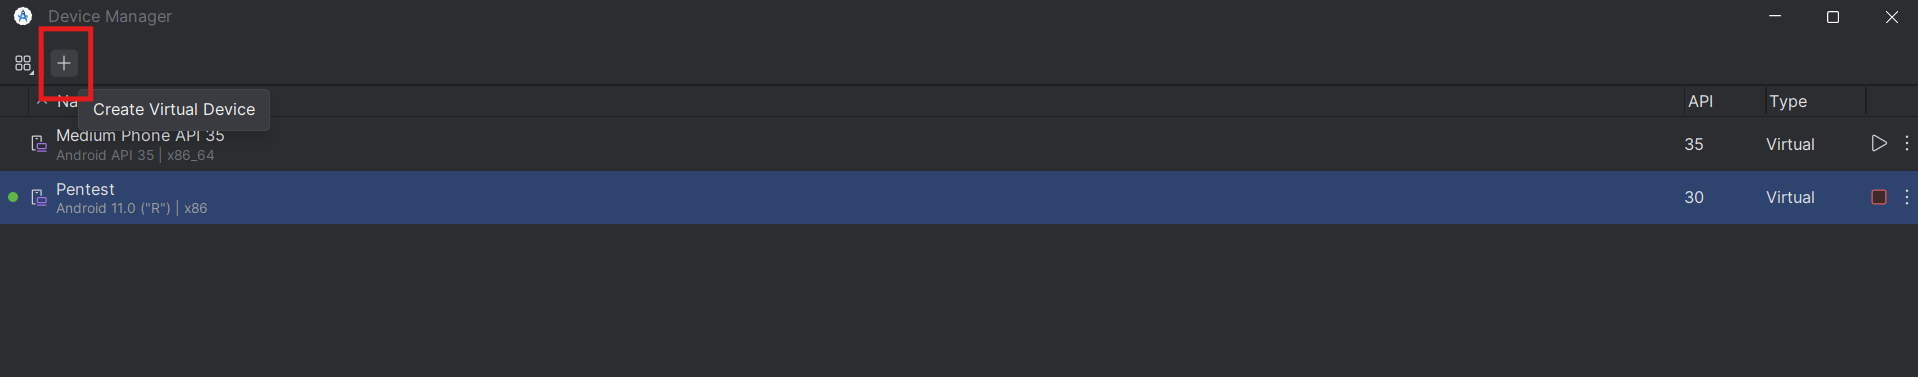 Device Manager
Na
API
Type
Create Virtual Device
Medium Phone API 35
Android API 35 | x86_64
35
Virtual
Pentest
Android 11.0 ("R") | x86
30
Virtual